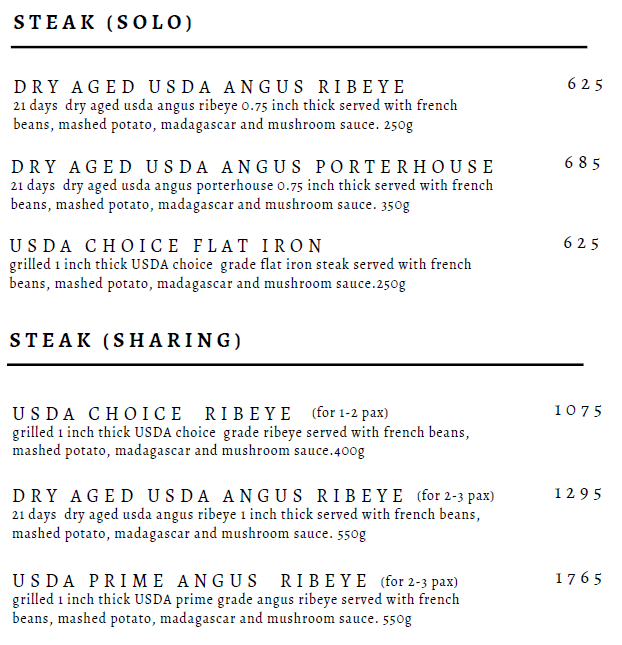 STEAK (SOLO)
DRY AGED USDA ANGUS RIBEYE 625
21 days dry aged usda angus ribeye 0.75 inch thick served with french
beans, mashed potato, madagascar and mushroom sauce. 250g
DRY AGED USDA ANGUS PORTERHOUSE 685
21 days dry aged usda angus porterhouse 0.75 inch thick served with french
beans, mashed potato, madagascar and mushroom sauce. 350g
USDA CHOICE FLAT IRON 625
grilled 1 inch thick USDA choice grade flat iron steak served with french
beans, mashed potato, madagascar and mushroom sauce.250g
STEAK (SHARING)
USDA CHOICE RIBEYE (for 1-2 pax) 1075
grilled 1 inch thick USDA choice grade ribeye served with french beans,
mashed potato, madagascar and mushroom sauce.400g
DRY AGED USDA ANGUS RIBEYE (for 2-3 pax) 1295
21 days dry aged usda angus ribeye 1 inch thick served with french beans,
mashed potato, madagascar and mushroom sauce. 550g
USDA PRIME ANGUS RIBEYE (for 2-3 pax) 1765
grilled 1 inch thick USDA prime grade angus ribeye served with french
beans, mashed potato, madagascar and mushroom sauce. 550g